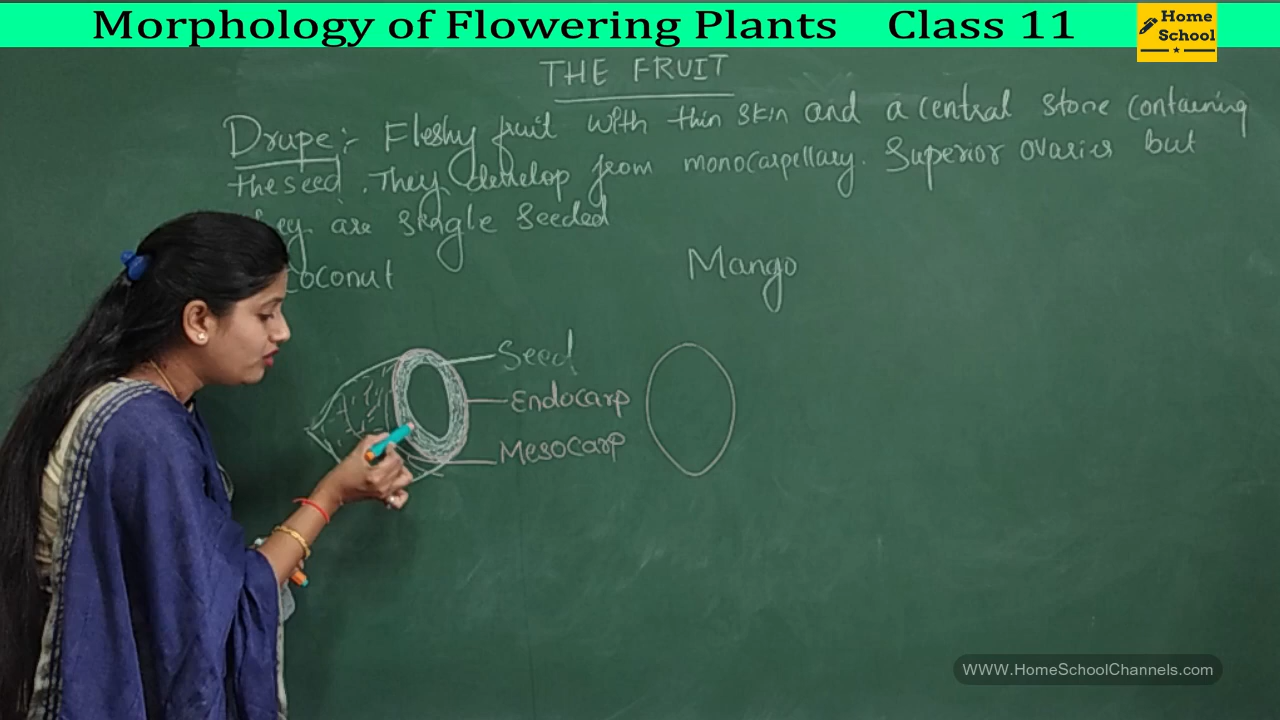 Morphology of Flowering Plants Class 11
Home
School
THE FRUIT
Drupe:- Fleshy fruit with thin skin and a central stone containing
the seed. They develop from monocarpellary. Superior ovaries but
they are single seeded
Coconut
Mango
Seed
Endocarp
Mesocarp
WWW.HomeSchoolChannels.com